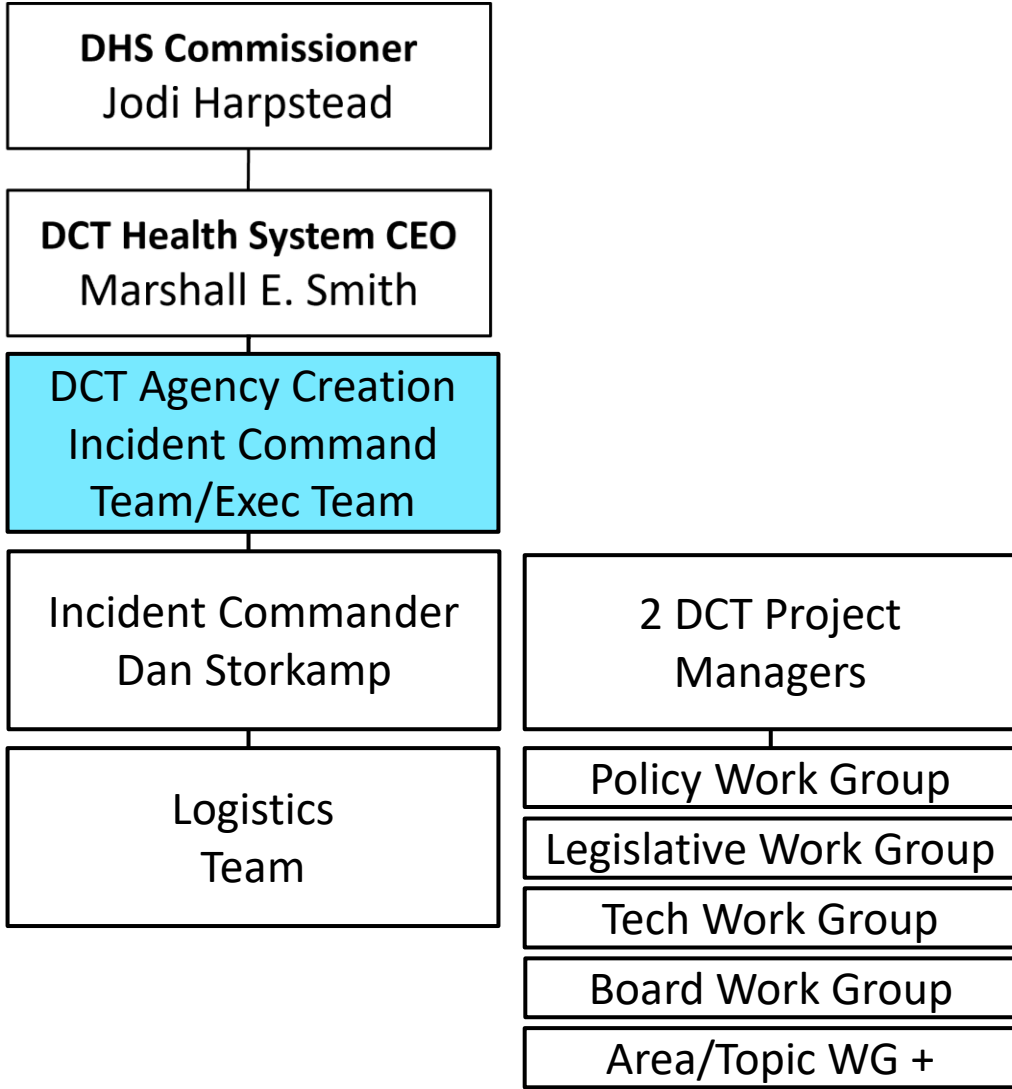 DHS Commissioner
Jodi Harpstead
DCT Health System CEO
Marshall E. Smith
DCT Agency Creation
Incident Command
Team/Exec Team
Incident Commander
Dan Storkamp
Logistics
Team
2 DCT Project
Managers
Policy Work Group
Legislative Work Group
Tech Work Group
Board Work Group
Area/Topic WG +